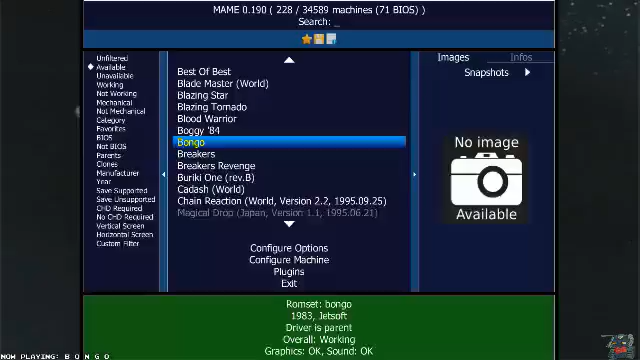 MAME 0.190 ( 228 / 34589 machines (71 BIOS) )
Search: _
Unfiltered
Available
Unavailable
Working
Not Working
Mechanical
Not Mechanical
Category
Favorites
BIOS
Not BIOS
Parents
Clones
Manufacturer
Year
Save Supported
Save Unsupported
CHD Required
No CHD Required
Vertical Screen
Horizontal Screen
Custom Filter
Best Of Best
Blade Master (World)
Blazing Star
Blazing Tornado
Blood Warrior
Boggy '84
Bongo
Breakers
Breakers Revenge
Buriki One (rev.B)
Cadash (World)
Chain Reaction (World, Version 2.2, 1995.09.25)
Magical Drop (Japan, Version 1.1, 1995.06.21)
Configure Options
Configure Machine
Plugins
Exit
Images
Infos
Snapshots
No image
Available
Romset: bongo
1983, Jetsoft
Driver is parent
Overall: Working
Graphics: OK, Sound: OK
NOW PLAYING: B O N G O